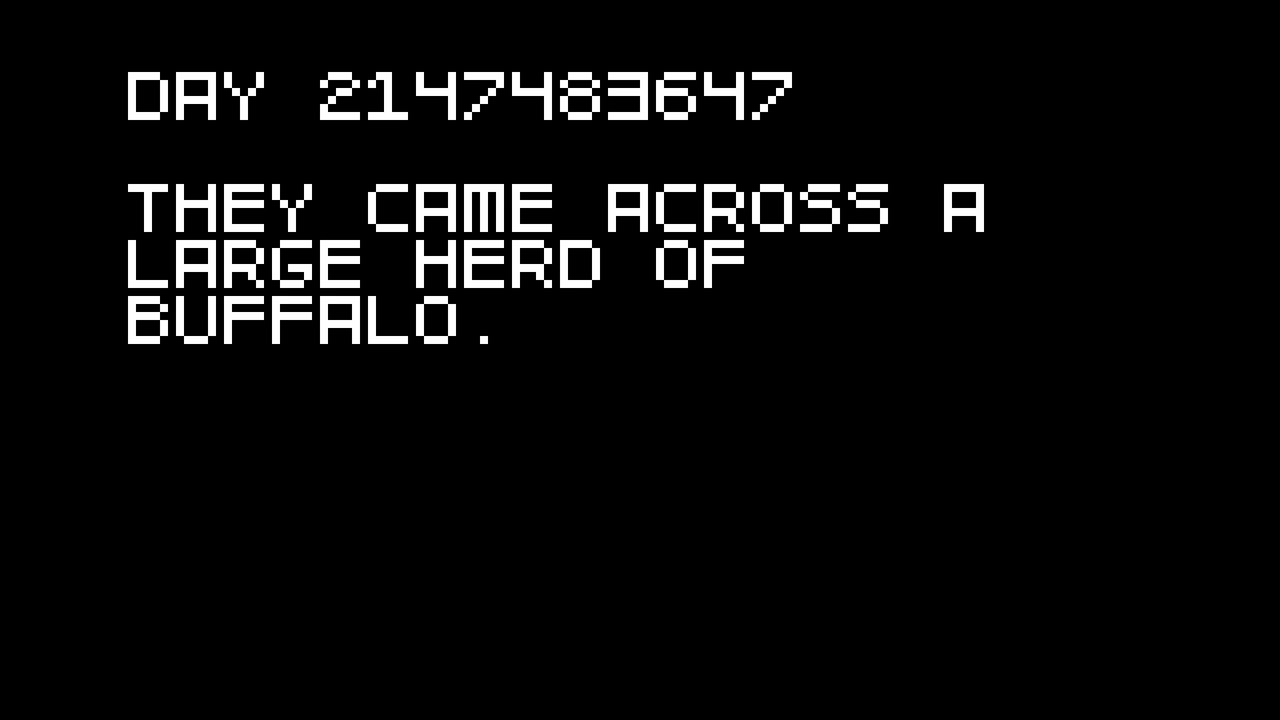 DAY 2147483647
THEY CAME ACROSS A
LARGE HERD OF
BUFFALO.